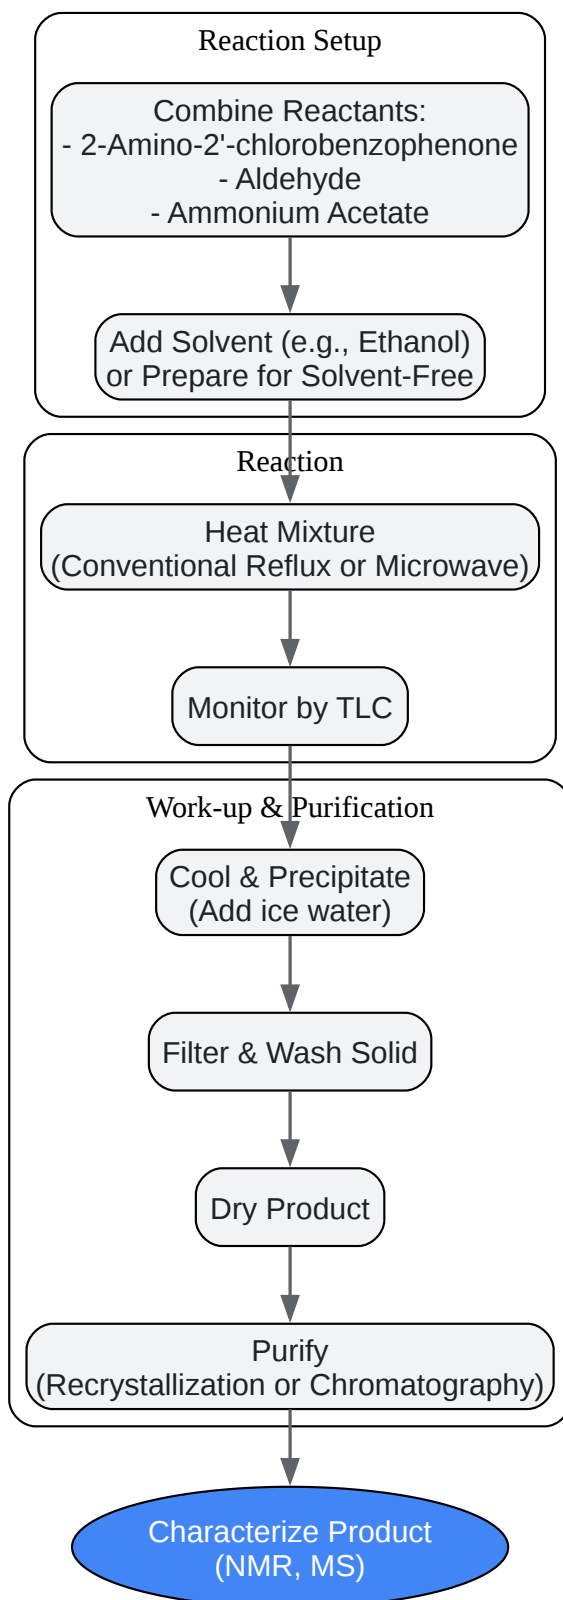 Reaction Setup
Combine Reactants:
- 2-Amino-2'-chlorobenzophenone
- Aldehyde
- Ammonium Acetate
Add Solvent (e.g., Ethanol)
or Prepare for Solvent-Free
Reaction
Heat Mixture
(Conventional Reflux or Microwave)
Monitor by TLC
Work-up & Purification
Cool & Precipitate
(Add ice water)
Filter & Wash Solid
Dry Product
Purify
(Recrystallization or Chromatography)
Characterize Product
(NMR, MS)